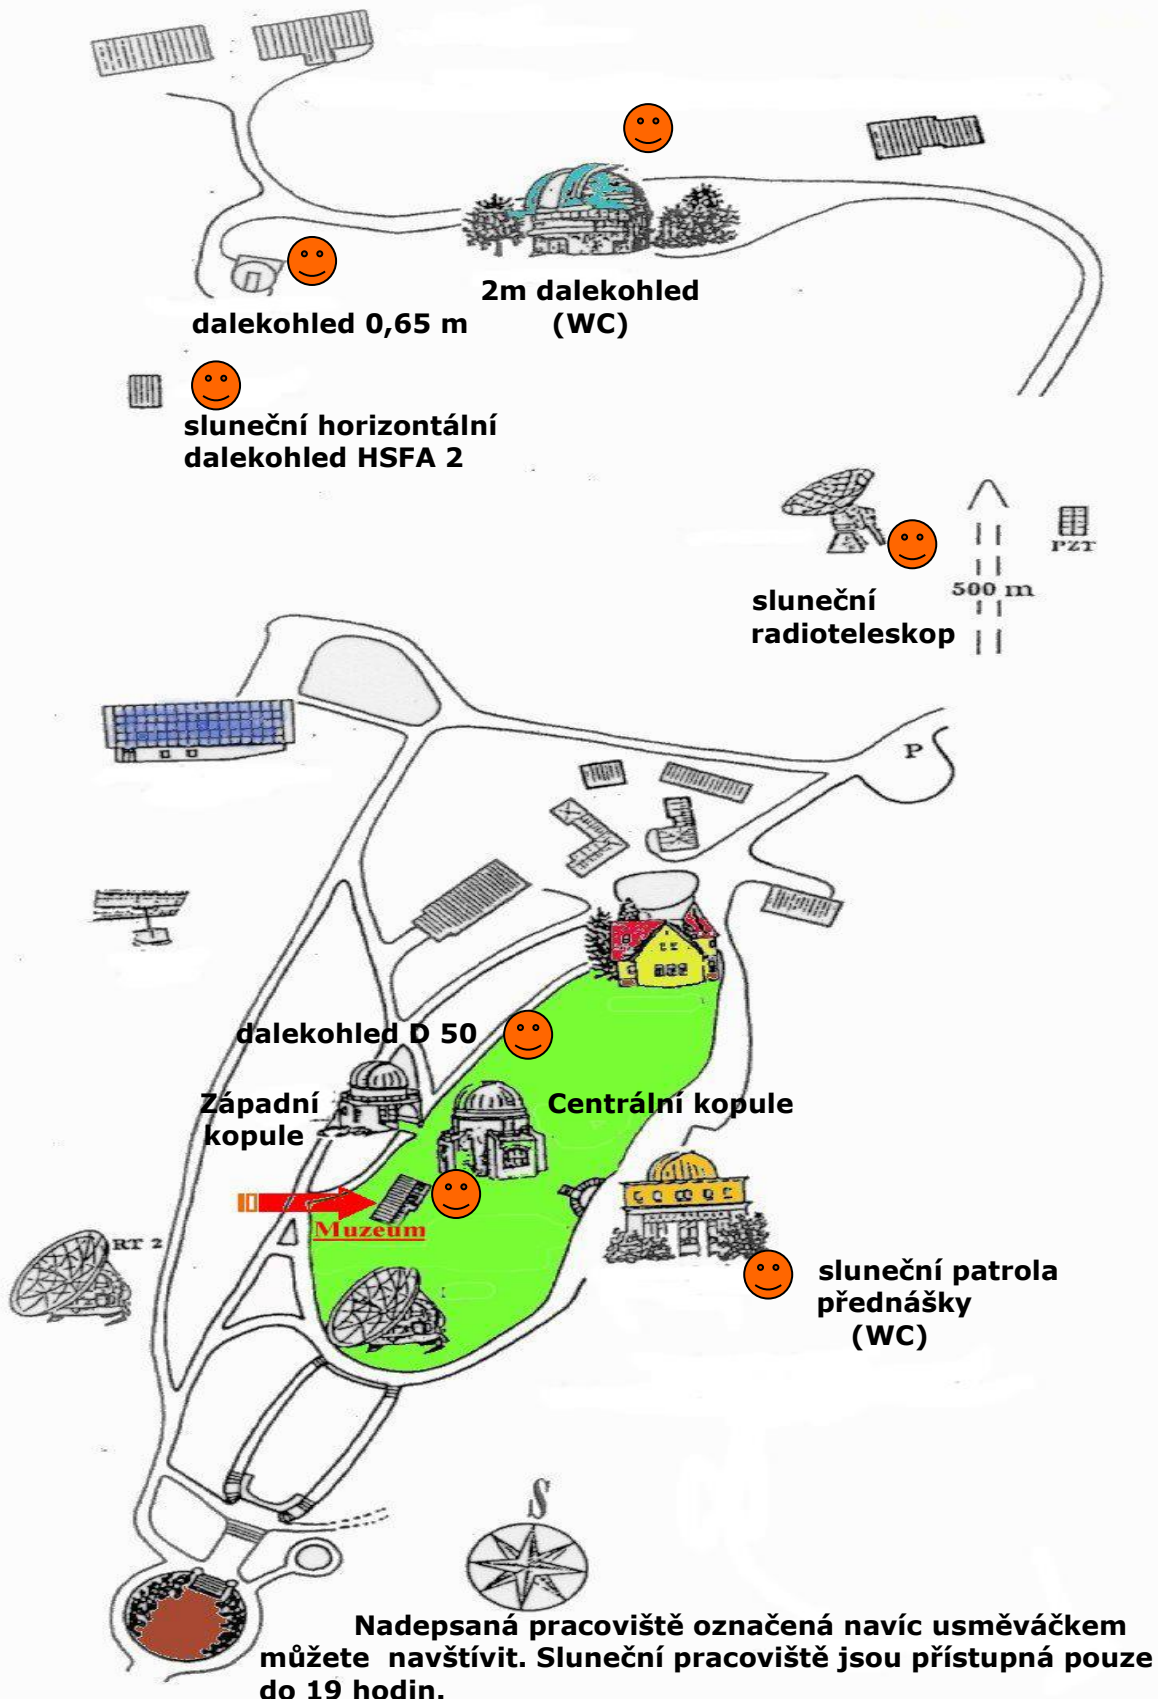 2m dalekohled
(WC)
dalekohled 0,65 m
sluneční horizontální
dalekohled HSFA 2
PZT
500 m
sluneční
radioteleskop
P
dalekohled D 50
Západní
kopule
Centrální kopule
Muzeum
RT 2
sluneční patrola
přednášky
(WC)
S
Nadepsaná pracoviště označená navíc usměváčkem
můžete navštívit. Sluneční pracoviště jsou přístupná pouze
do 19 hodin.